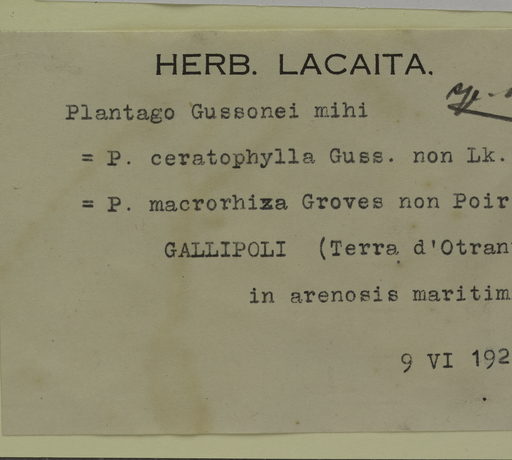 HERB. LACAITA.
Plantago Gussonei mihi
= P. ceratophylla Guss. non Lk.
= P. macrorhiza Groves non Poir
GALLIPOLI (Terra d'Otran
in arenosis maritim
9 VI 192